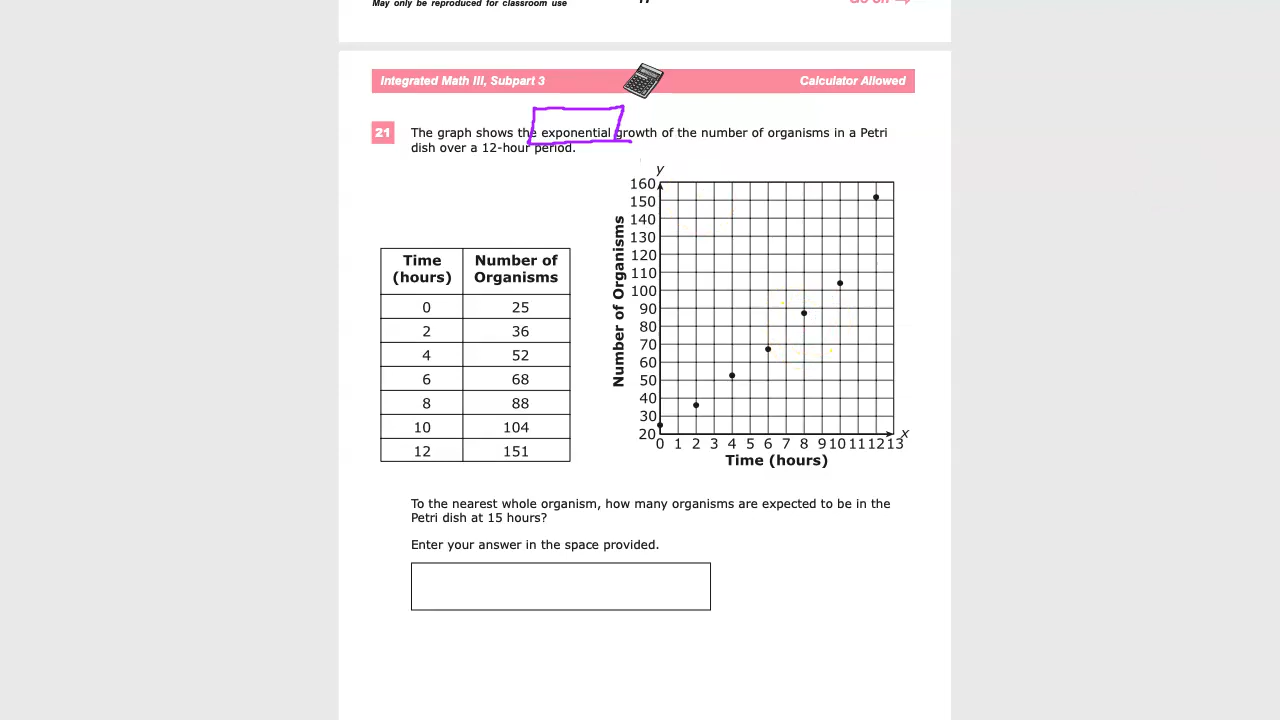 May only be reproduced for classroom use
Integrated Math III, Subpart 3
Calculator Allowed
21
The graph shows the exponential growth of the number of organisms in a Petri
dish over a 12-hour period.
Time (hours) Number of Organisms
0 25
2 36
4 52
6 68
8 88
10 104
12 151
y
160
150
140
130
120
110
100
90
80
70
60
50
40
30
20
Number of Organisms
0 1 2 3 4 5 6 7 8 9 10 11 12 13
x
Time (hours)
To the nearest whole organism, how many organisms are expected to be in the
Petri dish at 15 hours?
Enter your answer in the space provided.